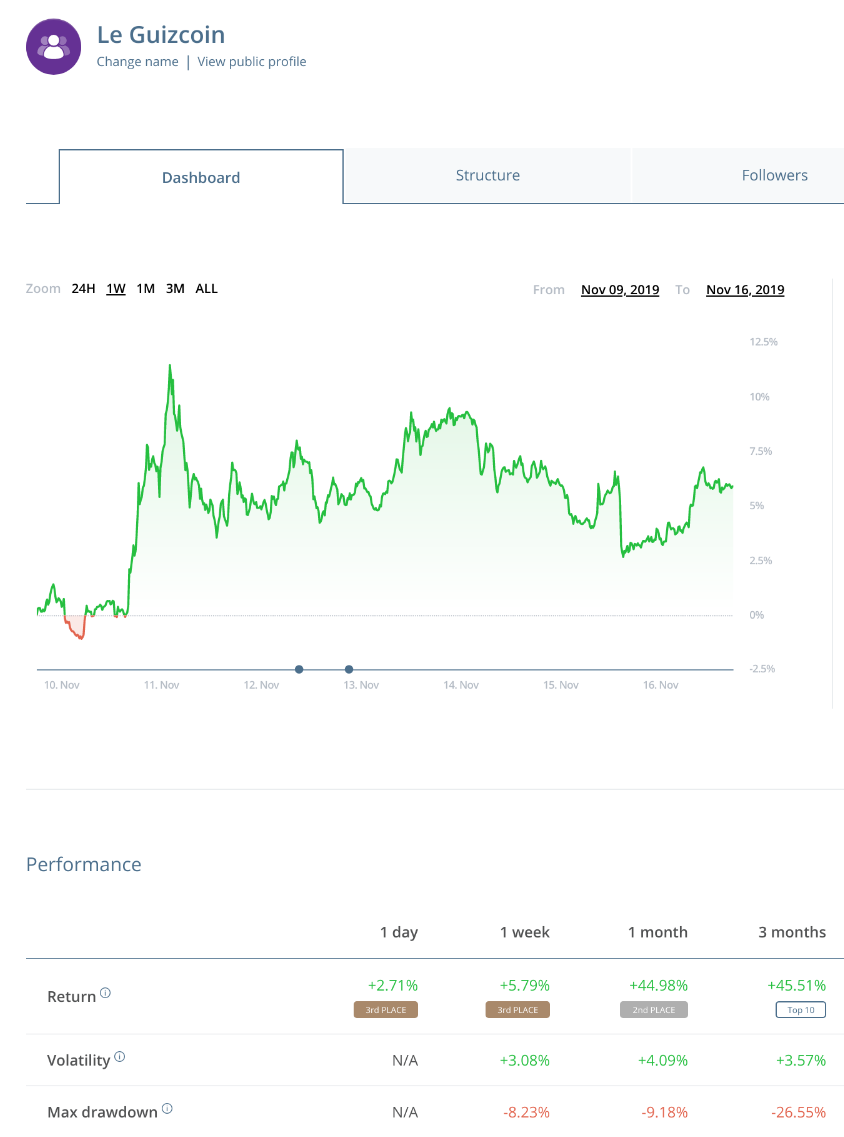 Le Guizcoin
Change name | View public profile
Dashboard Structure Followers
Zoom 24H 1W 1M 3M ALL From Nov 09, 2019 To Nov 16, 2019
12.5%
10%
7.5%
5%
2.5%
0%
-2.5%
10. Nov 11. Nov 12. Nov 13. Nov 14. Nov 15. Nov 16. Nov
Performance
1 day 1 week 1 month 3 months
Return +2.71% +5.79% +44.98% +45.51%
3rd PLACE 3rd PLACE 2nd PLACE Top 10
Volatility N/A +3.08% +4.09% +3.57%
Max drawdown N/A -8.23% -9.18% -26.55%